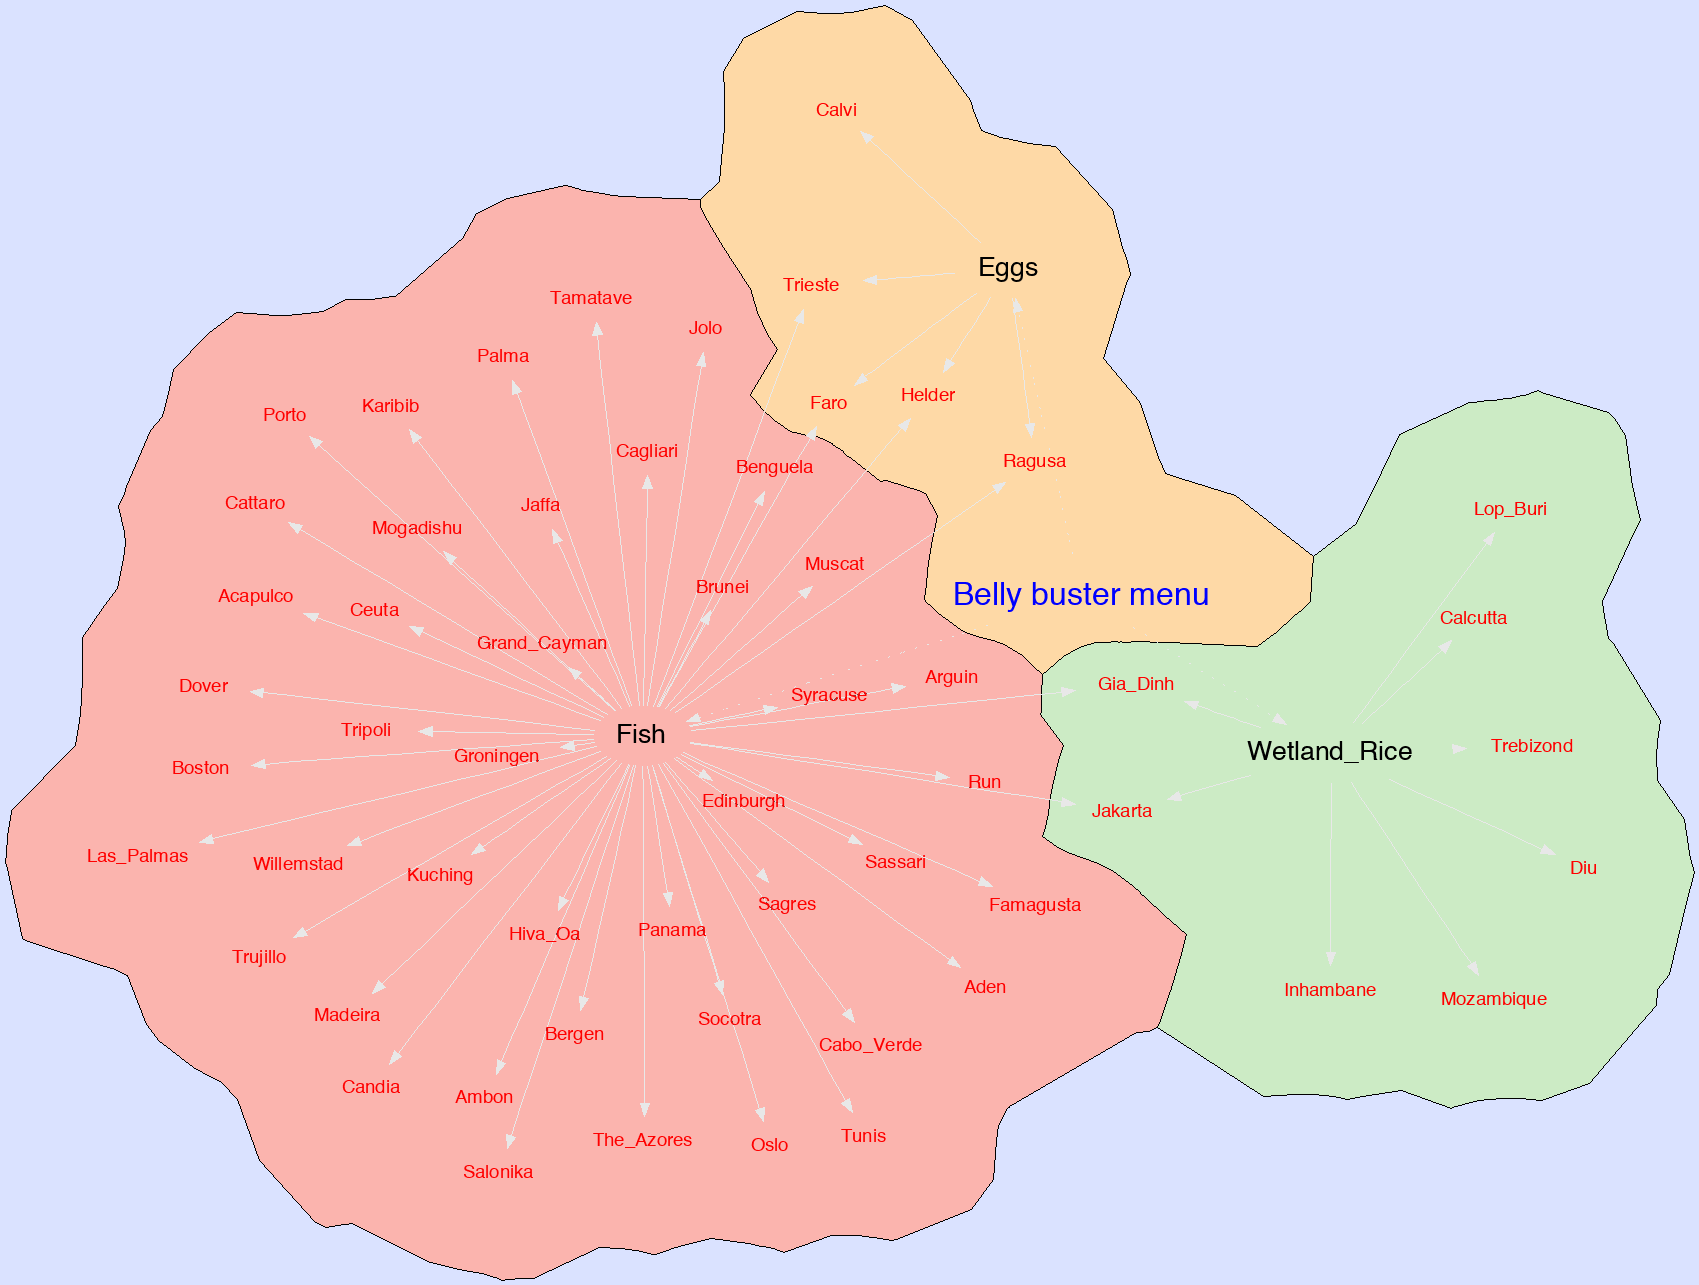 Calvi
Eggs
Trieste
Tamatave
Jolo
Palma
Helder
Faro
Karibib
Porto
Cagliari
Ragusa
Benguela
Cattaro
Jaffa
Lop_Buri
Mogadishu
Muscat
Brunei
Belly buster menu
Acapulco
Ceuta
Calcutta
Grand_Cayman
Arguin
Gia_Dinh
Dover
Syracuse
Tripoli
Fish
Trebizond
Wetland_Rice
Groningen
Boston
Run
Edinburgh
Jakarta
Las_Palmas
Willemstad
Sassari
Diu
Kuching
Sagres
Famagusta
Panama
Hiva_Oa
Trujillo
Aden
Inhambane
Mozambique
Madeira
Socotra
Bergen
Cabo_Verde
Candia
Ambon
Tunis
The_Azores
Oslo
Salonika